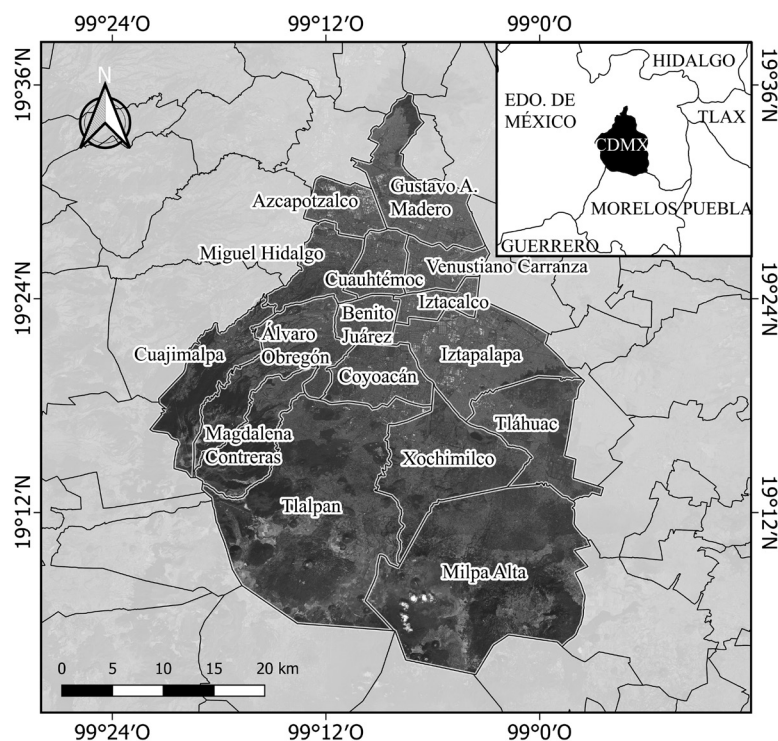 99°24′O 99°12′O 99°0′O
19°36′N
19°36′N
N
HIDALGO
EDO. DE
MÉXICO
TLAX
CDMX
MORELOS
PUEBLA
GUERRERO
Gustavo A.
Madero
Azcapotzalco
Miguel Hidalgo
Cuauhtémoc
Venustiano Carranza
19°24′N
19°24′N
Iztacalco
Benito
Juárez
Álvaro
Obregón
Cuajimalpa
Iztapalapa
Coyoacán
Tláhuac
Magdalena
Contreras
Xochimilco
Tlalpan
19°12′N
19°12′N
Milpa Alta
0 5 10 15 20 km
99°24′O 99°12′O 99°0′O